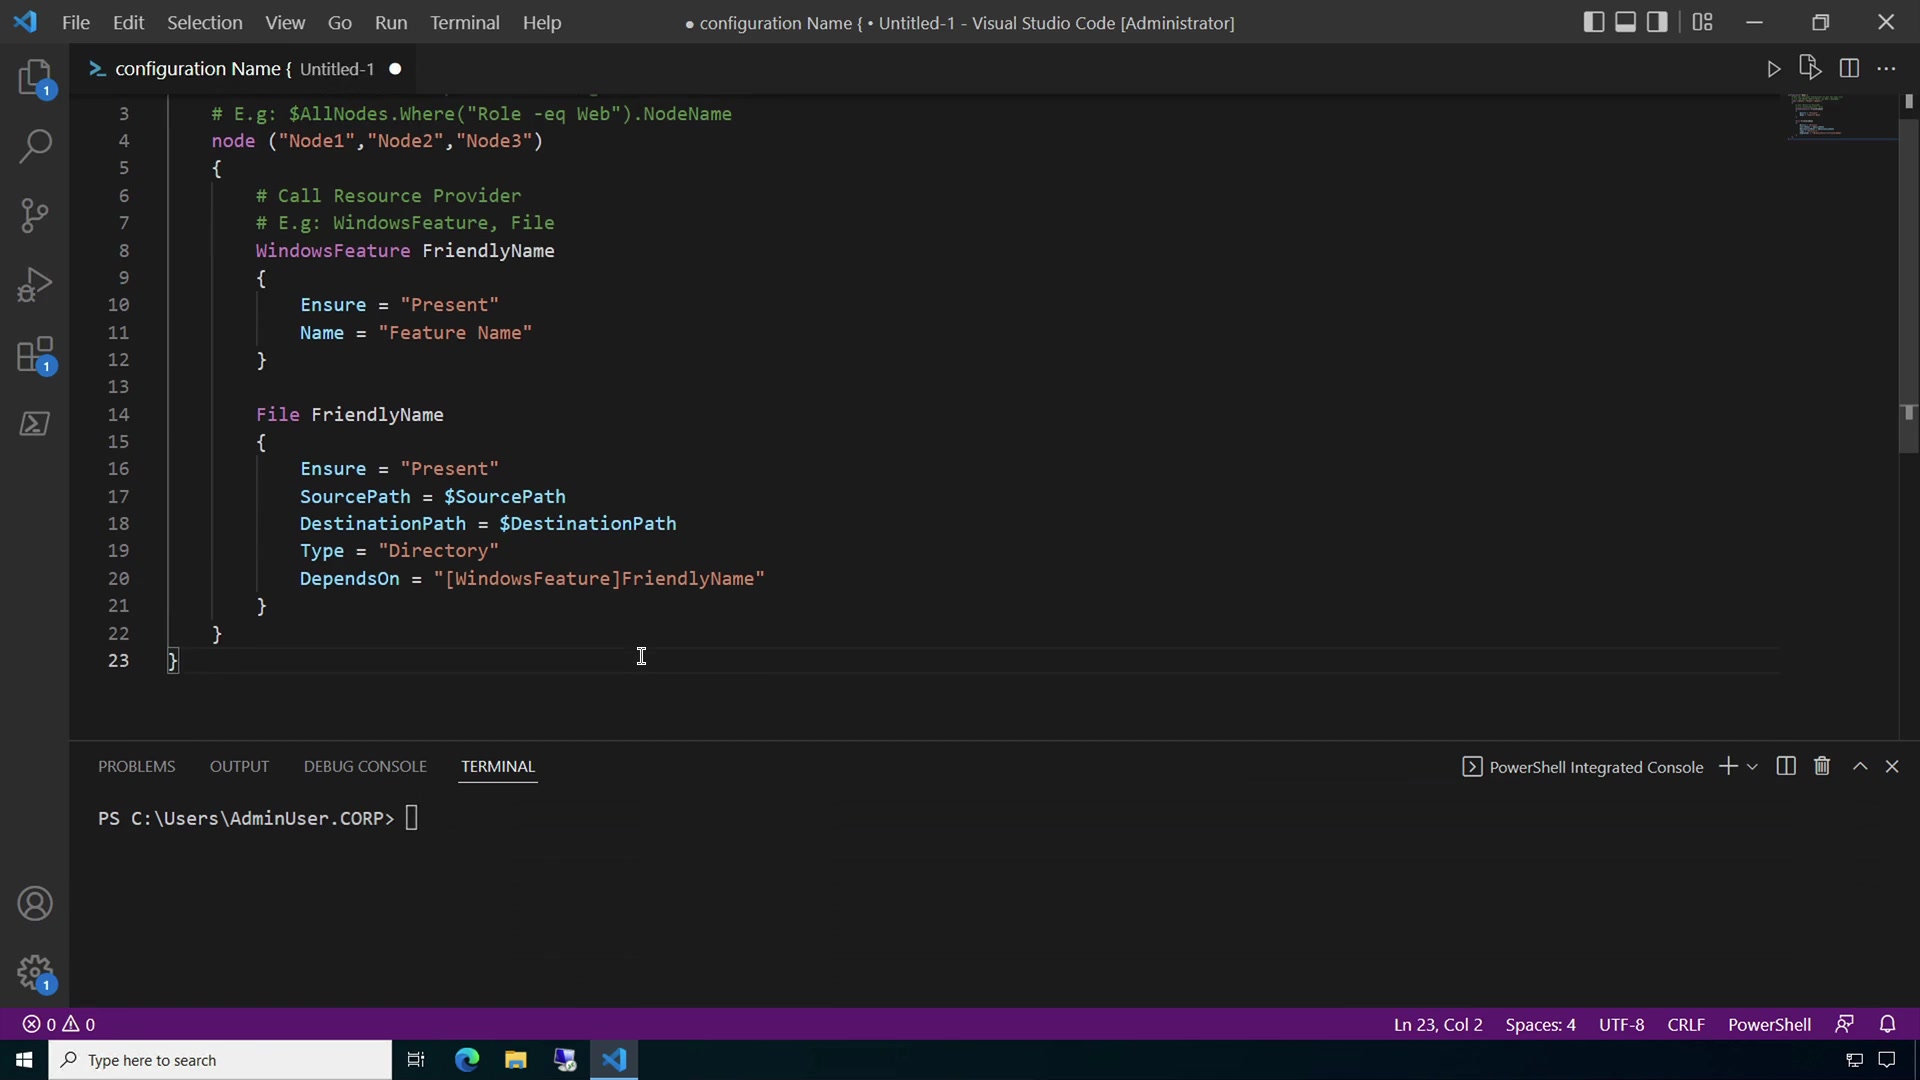 File Edit Selection View Go Run Terminal Help ● configuration Name { • Untitled-1 - Visual Studio Code [Administrator]
configuration Name { Untitled-1 ●
3 # E.g: $AllNodes.Where("Role -eq Web").NodeName
4 node ("Node1","Node2","Node3")
5 {
6 # Call Resource Provider
7 # E.g: WindowsFeature, File
8 WindowsFeature FriendlyName
9 {
10 Ensure = "Present"
11 Name = "Feature Name"
12 }
13
14 File FriendlyName
15 {
16 Ensure = "Present"
17 SourcePath = $SourcePath
18 DestinationPath = $DestinationPath
19 Type = "Directory"
20 DependsOn = "[WindowsFeature]FriendlyName"
21 }
22 }
23 }
1
1
1
PROBLEMS OUTPUT DEBUG CONSOLE TERMINAL PowerShell Integrated Console
PS C:\Users\AdminUser.CORP>
0 0 Ln 23, Col 2 Spaces: 4 UTF-8 CRLF PowerShell
Type here to search